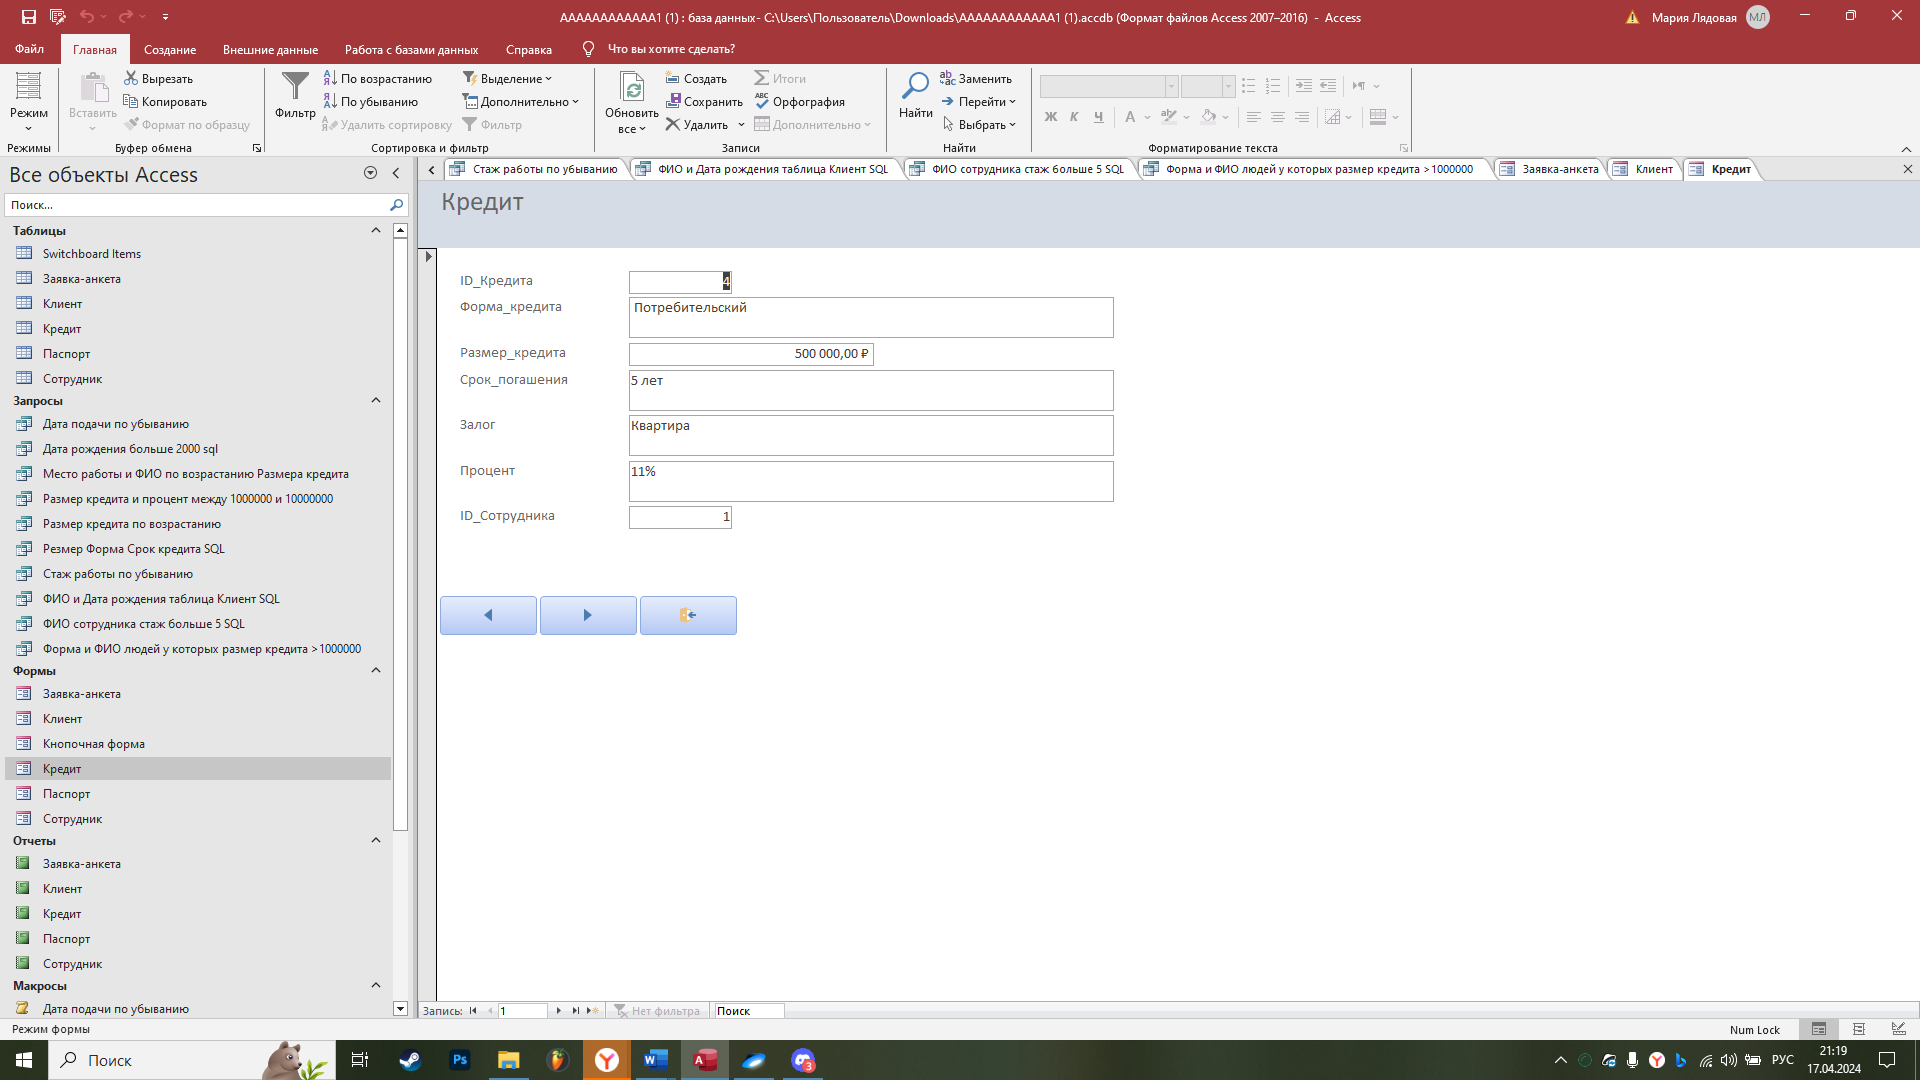 АААААААААААА1 (1) : база данных- C:\Users\Пользователь\Downloads\АААААААААААА1 (1).accdb (Формат файлов Access 2007–2016) - Access
Мария Лядовая
МЛ
Файл
Главная
Создание
Внешние данные
Работа с базами данных
Справка
Что вы хотите сделать?
Режим
Режимы
Вставить
Вырезать
Копировать
Формат по образцу
Буфер обмена
Фильтр
По возрастанию
По убыванию
Удалить сортировку
Выделение
Дополнительно
Фильтр
Сортировка и фильтр
Обновить
все
Создать
Сохранить
Удалить
Итоги
Орфография
Дополнительно
Записи
Найти
Заменить
Перейти
Выбрать
Найти
Ж К Ч А
Форматирование текста
Все объекты Access
Поиск...
Таблицы
Switchboard Items
Заявка-анкета
Клиент
Кредит
Паспорт
Сотрудник
Запросы
Дата подачи по убыванию
Дата рождения больше 2000 sql
Место работы и ФИО по возрастанию Размера кредита
Размер кредита и процент между 1000000 и 10000000
Размер кредита по возрастанию
Резмер Форма Срок кредита SQL
Стаж работы по убыванию
ФИО и Дата рождения таблица Клиент SQL
ФИО сотрудника стаж больше 5 SQL
Форма и ФИО людей у которых размер кредита >1000000
Формы
Заявка-анкета
Клиент
Кнопочная форма
Кредит
Паспорт
Сотрудник
Отчеты
Заявка-анкета
Клиент
Кредит
Паспорт
Сотрудник
Макросы
Дата подачи по убыванию
Стаж работы по убыванию
ФИО и Дата рождения таблица Клиент SQL
ФИО сотрудника стаж больше 5 SQL
Форма и ФИО людей у которых размер кредита >1000000
Заявка-анкета
Клиент
Кредит
Кредит
ID_Кредита 4
Форма_кредита Потребительский
Размер_кредита 500 000,00 ₽
Срок_погашения 5 лет
Залог Квартира
Процент 11%
ID_Сотрудника 1
Запись: 1 Нет фильтра Поиск
Режим формы
Num Lock
Поиск
Ps
3
РУС
21:19
17.04.2024